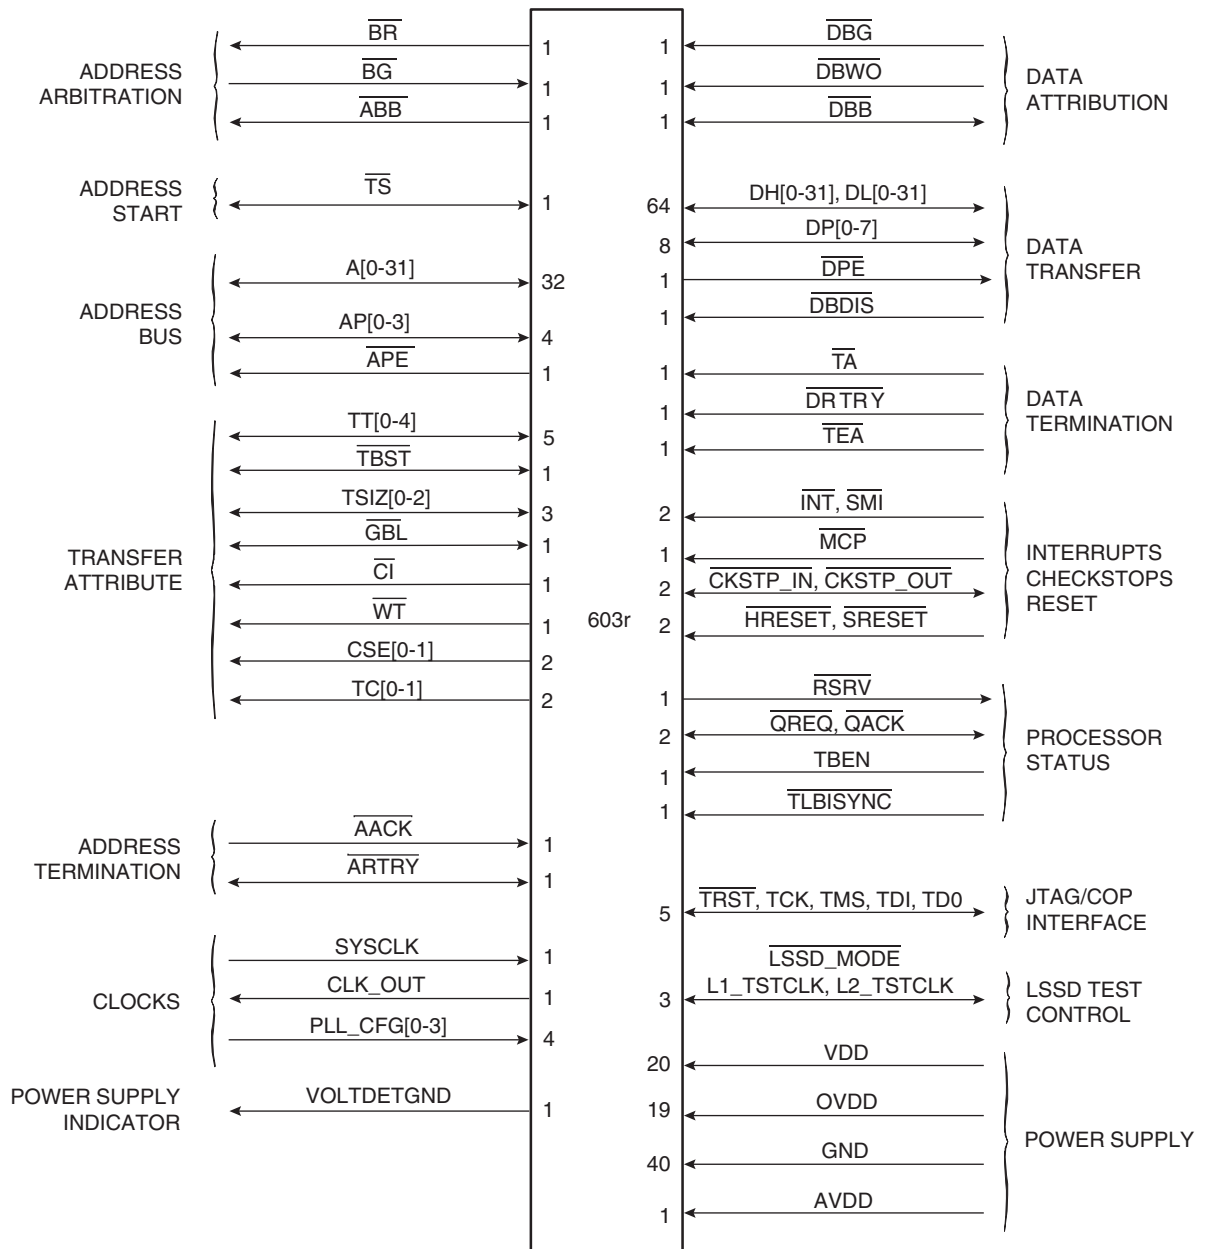 ADDRESS
ARBITRATION
BR 1
BG 1
ABB 1
ADDRESS
START
TS 1
ADDRESS
BUS
A[0-31] 32
AP[0-3] 4
APE 1
TRANSFER
ATTRIBUTE
TT[0-4] 5
TBST 1
TSIZ[0-2] 3
GBL 1
CI 1
WT 1
CSE[0-1] 2
TC[0-1] 2
ADDRESS
TERMINATION
AACK 1
ARTRY 1
CLOCKS
SYSCLK 1
CLK_OUT 1
PLL_CFG[0-3] 4
POWER SUPPLY
INDICATOR
VOLTDETGND 1
603r
1 DBG
1 DBWO
1 DBB
DATA
ATTRIBUTION
64 DH[0-31], DL[0-31]
8 DP[0-7]
1 DPE
1 DBDIS
DATA
TRANSFER
1 TA
1 DRTRY
1 TEA
DATA
TERMINATION
2 INT, SMI
1 MCP
2 CKSTP_IN, CKSTP_OUT
2 HRESET, SRESET
INTERRUPTS
CHECKSTOPS
RESET
1 RSRV
2 QREQ, QACK
1 TBEN
1 TLBISYNC
PROCESSOR
STATUS
5 TRST, TCK, TMS, TDI, TD0
JTAG/COP
INTERFACE
LSSD_MODE
3 L1_TSTCLK, L2_TSTCLK
LSSD TEST
CONTROL
20 VDD
19 OVDD
40 GND
1 AVDD
POWER SUPPLY